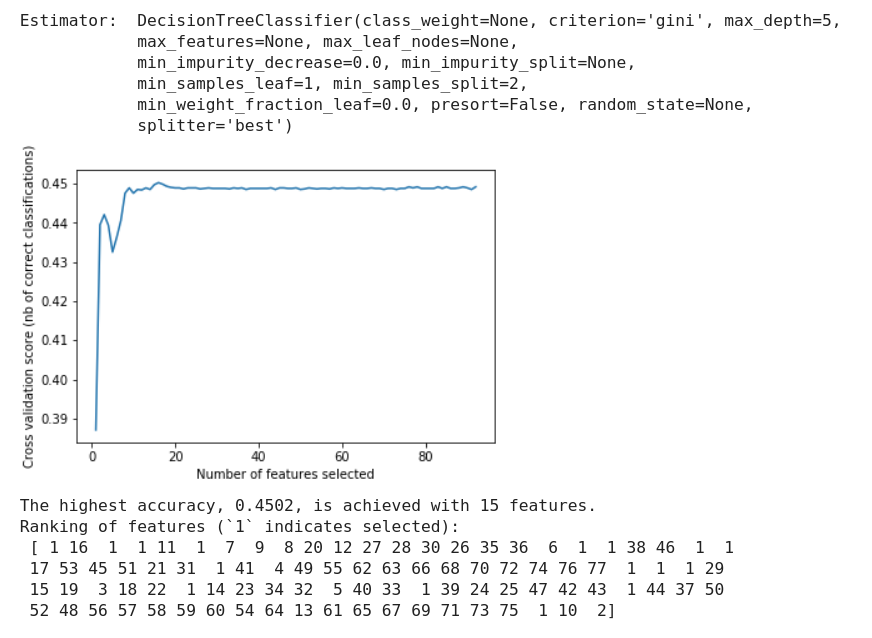 Estimator:  DecisionTreeClassifier(class_weight=None, criterion='gini', max_depth=5,
            max_features=None, max_leaf_nodes=None,
            min_impurity_decrease=0.0, min_impurity_split=None,
            min_samples_leaf=1, min_samples_split=2,
            min_weight_fraction_leaf=0.0, presort=False, random_state=None,
            splitter='best')
Cross validation score (nb of correct classifications)
0.45
0.44
0.43
0.42
0.41
0.40
0.39
0 20 40 60 80
Number of features selected
The highest accuracy, 0.4502, is achieved with 15 features.
Ranking of features (`1` indicates selected):
 [ 1 16  1  1 11  1  7  9  8 20 12 27 28 30 26 35 36  6  1  1 38 46  1  1
 17 53 45 51 21 31  1 41  4 49 55 62 63 66 68 70 72 74 76 77  1  1  1 29
 15 19  3 18 22  1 14 23 34 32  5 40 33  1 39 24 25 47 42 43  1 44 37 50
 52 48 56 57 58 59 60 54 64 13 61 65 67 69 71 73 75  1 10  2]